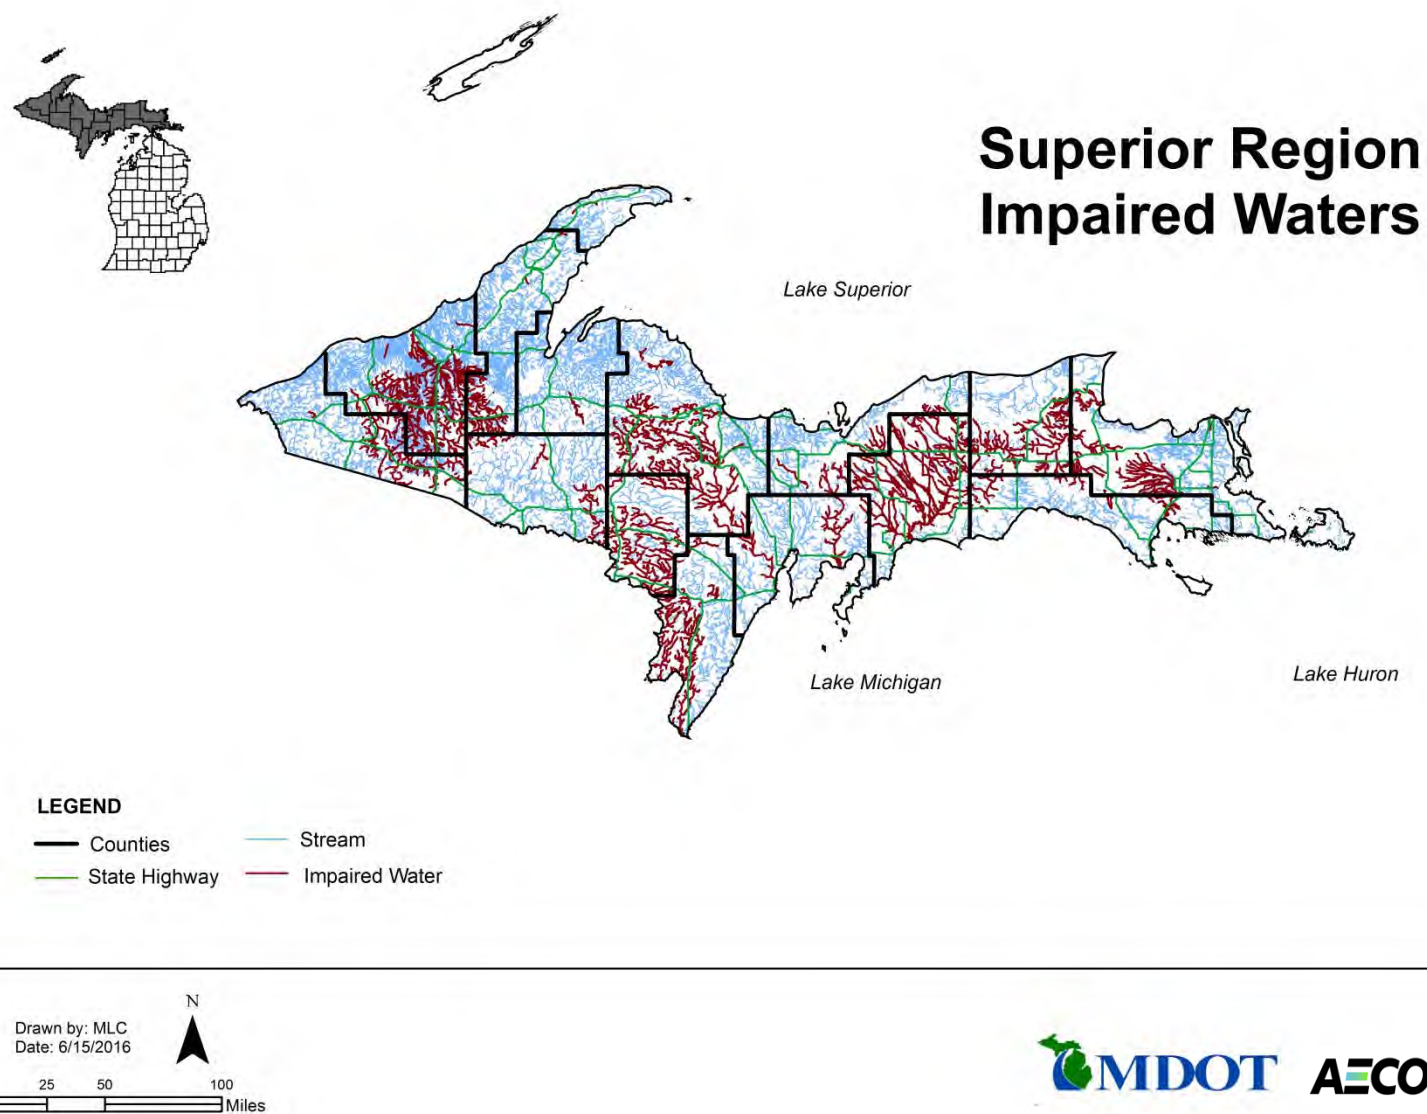 Superior Region
Impaired Waters
Lake Superior
Lake Michigan
Lake Huron
LEGEND
Counties
Stream
State Highway
Impaired Water
N
Drawn by: MLC
Date: 6/15/2016
25 50 100
Miles
MDOT
AECO